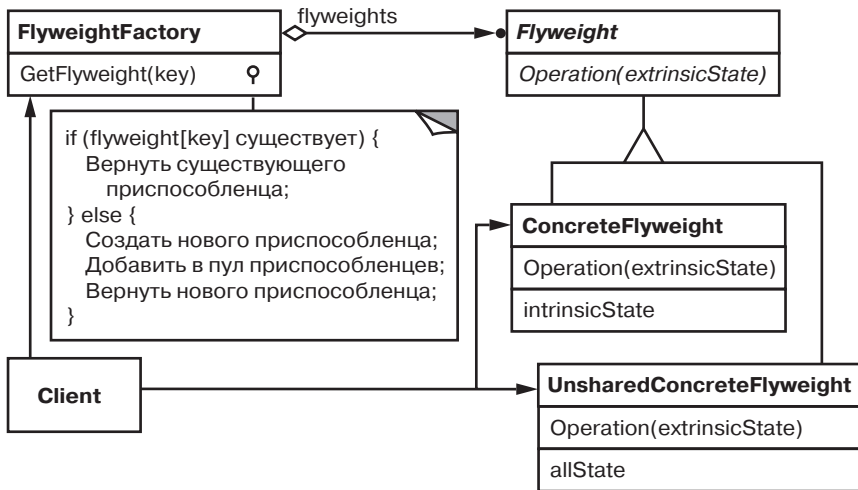 flyweights
FlyweightFactory
GetFlyweight(key)
Flyweight
Operation(extrinsicState)
if (flyweight[key] существует) {
Вернуть существующего
приспособленца;
} else {
Создать нового приспособленца;
Добавить в пул приспособленцев;
Вернуть нового приспособленца;
}
ConcreteFlyweight
Operation(extrinsicState)
intrinsicState
Client
UnsharedConcreteFlyweight
Operation(extrinsicState)
allState